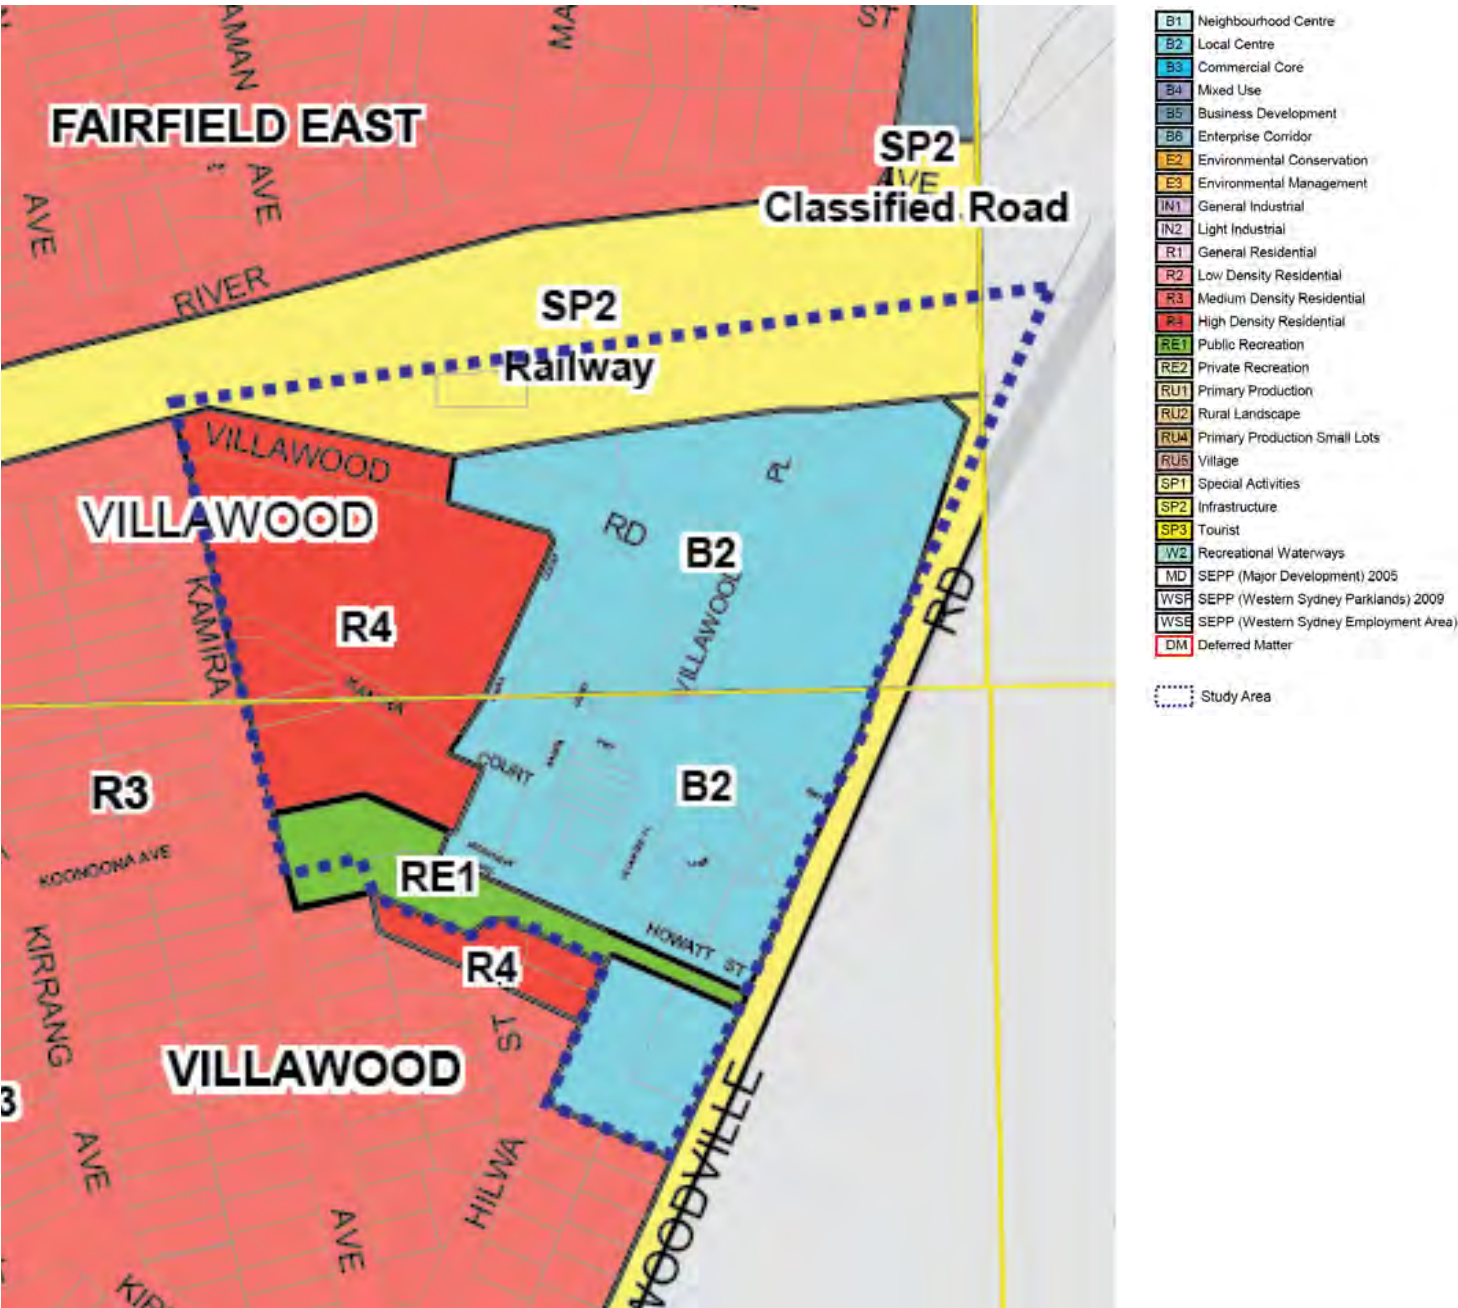 MAN
MA
ST
FAIRFIELD EAST
AVE
AVE
SP2
AVE
Classified Road
RIVER
SP2
Railway
VILLAWOOD
VILLAWOOD
RD
PL
B2
VILLAWOOD
RD
KAMIRA
R4
COURT
R3
B2
KOONOONA AVE
RE1
HOWATT ST
R4
KIRRANG
ST
VILLAWOOD
3
AVE
HILWA
AVE
WOODVILLE
B1 Neighbourhood Centre
B2 Local Centre
B3 Commercial Core
B4 Mixed Use
B5 Business Development
B6 Enterprise Corridor
E2 Environmental Conservation
E3 Environmental Management
IN1 General Industrial
IN2 Light Industrial
R1 General Residential
R2 Low Density Residential
R3 Medium Density Residential
R4 High Density Residential
RE1 Public Recreation
RE2 Private Recreation
RU1 Primary Production
RU2 Rural Landscape
RU4 Primary Production Small Lots
RU5 Village
SP1 Special Activities
SP2 Infrastructure
SP3 Tourist
W2 Recreational Waterways
MD SEPP (Major Development) 2005
WSP SEPP (Western Sydney Parklands) 2009
WSE SEPP (Western Sydney Employment Area)
DM Deferred Matter
Study Area